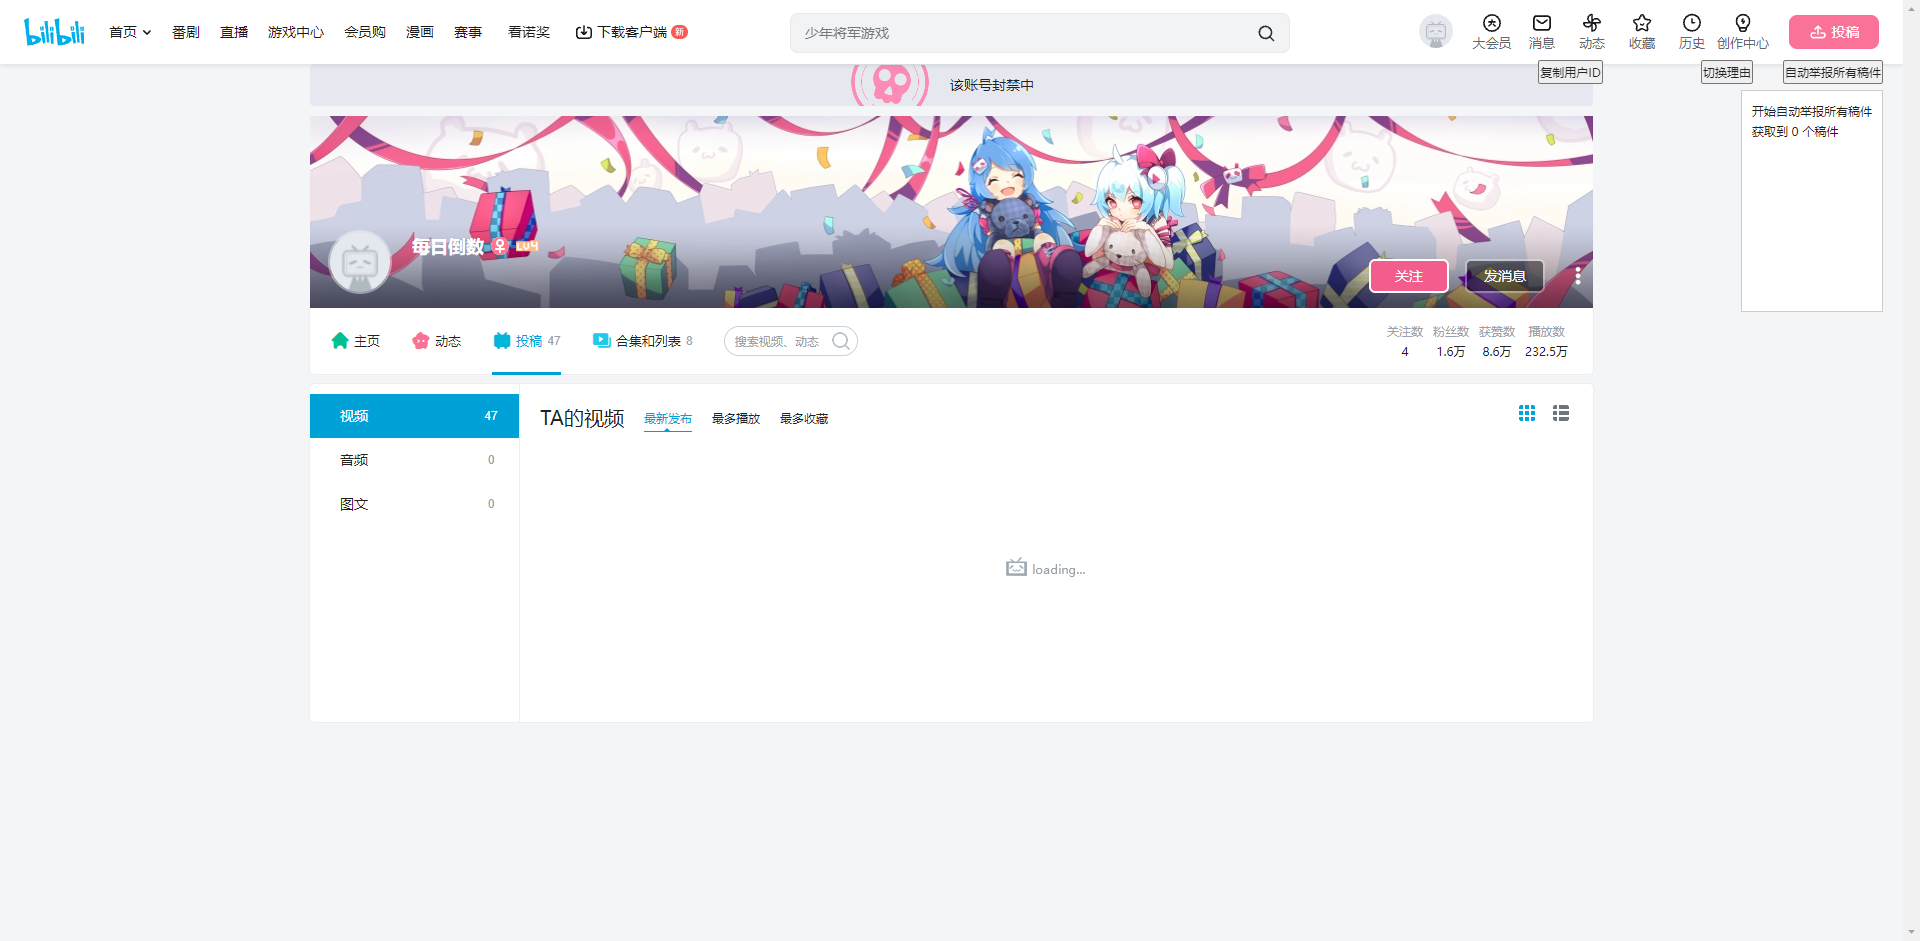 bilibili
首页
番剧
直播
游戏中心
会员购
漫画
赛事
看诺奖
下载客户端 新
少年将军游戏
大会员
消息
动态
收藏
历史
创作中心
投稿
复制用户ID
切换理由
自动举报所有稿件
该账号封禁中
开始自动举报所有稿件
获取到 0 个稿件
每日倒数 LV4
关注
发消息
主页
动态
投稿 47
合集和列表 8
搜索视频、动态
关注数 粉丝数 获赞数 播放数
4 1.6万 8.6万 232.5万
视频 47
音频 0
图文 0
TA的视频
最新发布
最多播放
最多收藏
loading...